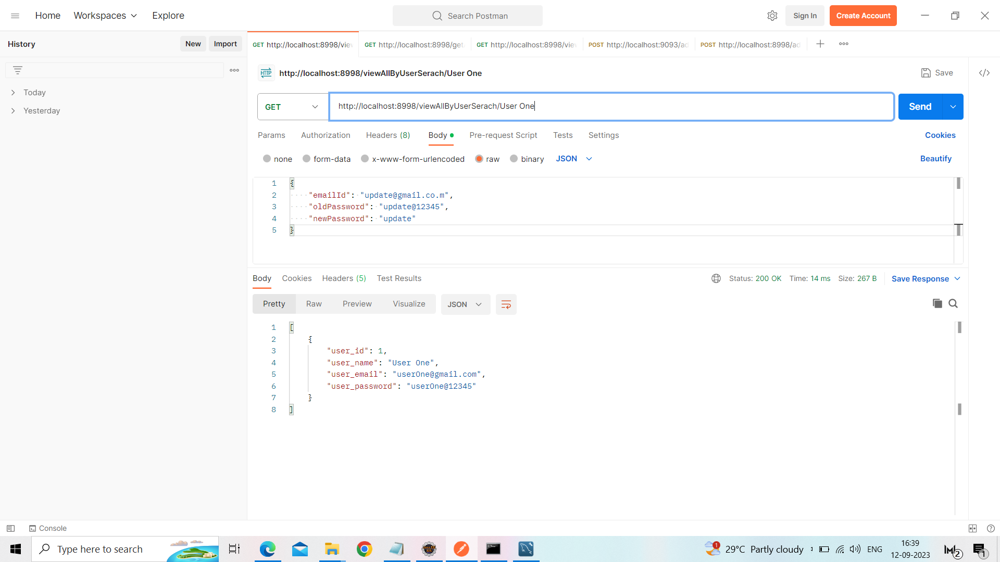 Home Workspaces Explore Search Postman Sign In Create Account
History New Import
GET http://localhost:8998/view GET http://localhost:8998/get GET http://localhost:8998/view POST http://localhost:9093/ad POST http://localhost:8998/ad
HTTP http://localhost:8998/viewAllByUserSerach/User One Save
Today
Yesterday
GET http://localhost:8998/viewAllByUserSerach/User One Send
Params Authorization Headers (8) Body Pre-request Script Tests Settings Cookies
none form-data x-www-form-urlencoded raw binary JSON Beautify
1 {
2 "emailId": "update@gmail.co.m",
3 "oldPassword": "update@12345",
4 "newPassword": "update"
5 }
Body Cookies Headers (5) Test Results Status: 200 OK Time: 14 ms Size: 267 B Save Response
Pretty Raw Preview Visualize JSON
1 [
2 {
3 "user_id": 1,
4 "user_name": "User One",
5 "user_email": "userOne@gmail.com",
6 "user_password": "userOne@12345"
7 }
8 ]
Console
Type here to search 1 29°C Partly cloudy ENG 16:39
12-09-2023 2 1